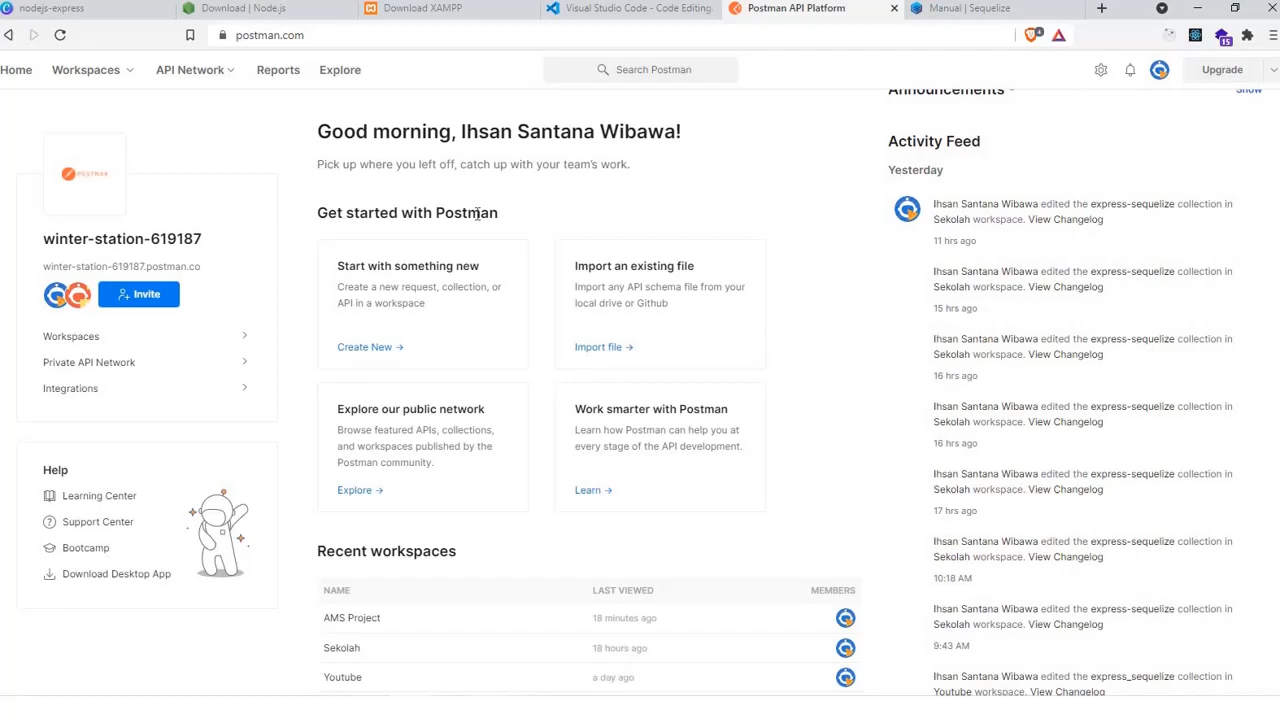 nodejs-express
Download | Node.js
Download XAMPP
Visual Studio Code - Code Editing
Postman API Platform
Manual | Sequelize
postman.com
4
15
Home
Workspaces
API Network
Reports
Explore
Search Postman
Upgrade
POSTMAN
winter-station-619187
winter-station-619187.postman.co
Invite
Workspaces
Private API Network
Integrations
Help
Learning Center
Support Center
Bootcamp
Download Desktop App
Good morning, Ihsan Santana Wibawa!
Pick up where you left off, catch up with your team's work.
Get started with Postman
Start with something new
Create a new request, collection, or
API in a workspace
Create New →
Import an existing file
Import any API schema file from your
local drive or Github
Import file →
Explore our public network
Browse featured APIs, collections,
and workspaces published by the
Postman community.
Explore →
Work smarter with Postman
Learn how Postman can help you at
every stage of the API development.
Learn →
Recent workspaces
NAME LAST VIEWED MEMBERS
AMS Project 18 minutes ago
Sekolah 18 hours ago
Youtube a day ago
Announcements Show
Activity Feed
Yesterday
Ihsan Santana Wibawa edited the express-sequelize collection in
Sekolah workspace. View Changelog
11 hrs ago
Ihsan Santana Wibawa edited the express-sequelize collection in
Sekolah workspace. View Changelog
15 hrs ago
Ihsan Santana Wibawa edited the express-sequelize collection in
Sekolah workspace. View Changelog
16 hrs ago
Ihsan Santana Wibawa edited the express-sequelize collection in
Sekolah workspace. View Changelog
16 hrs ago
Ihsan Santana Wibawa edited the express-sequelize collection in
Sekolah workspace. View Changelog
17 hrs ago
Ihsan Santana Wibawa edited the express-sequelize collection in
Sekolah workspace. View Changelog
10:18 AM
Ihsan Santana Wibawa edited the express-sequelize collection in
Sekolah workspace. View Changelog
9:43 AM
Ihsan Santana Wibawa edited the express_sequelize collection in
Youtube workspace. View Changelog